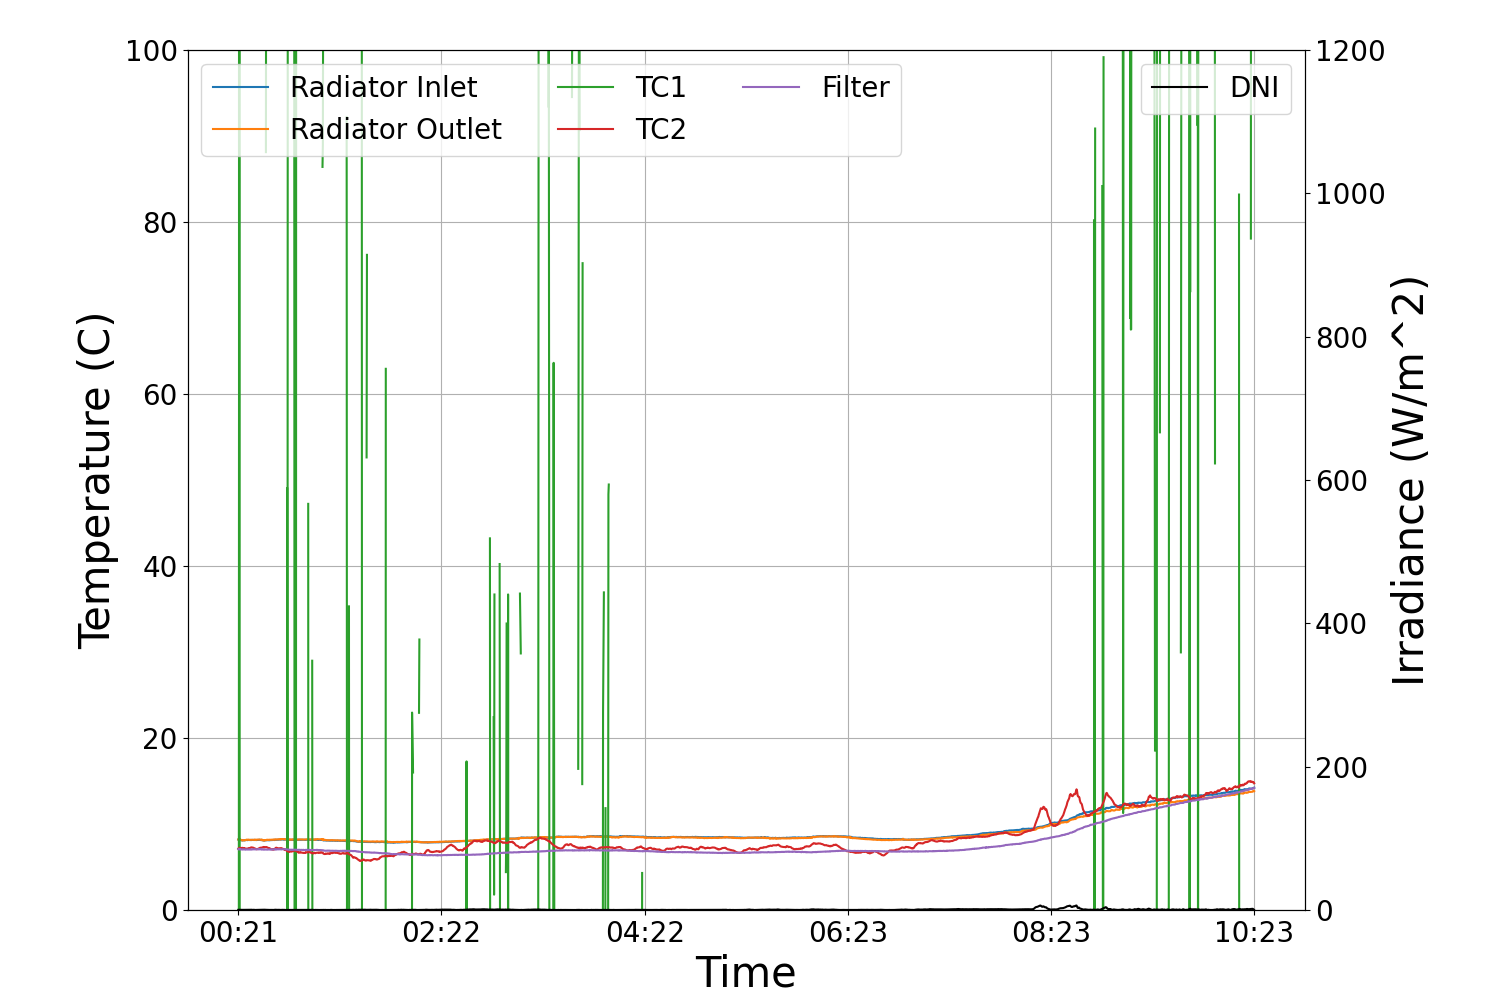 100
80
60
40
20
0
Temperature (C)
Radiator Inlet
Radiator Outlet
TC1
TC2
Filter
DNI
1200
1000
800
600
400
200
0
Irradiance (W/m^2)
00:21 02:22 04:22 06:23 08:23 10:23
Time